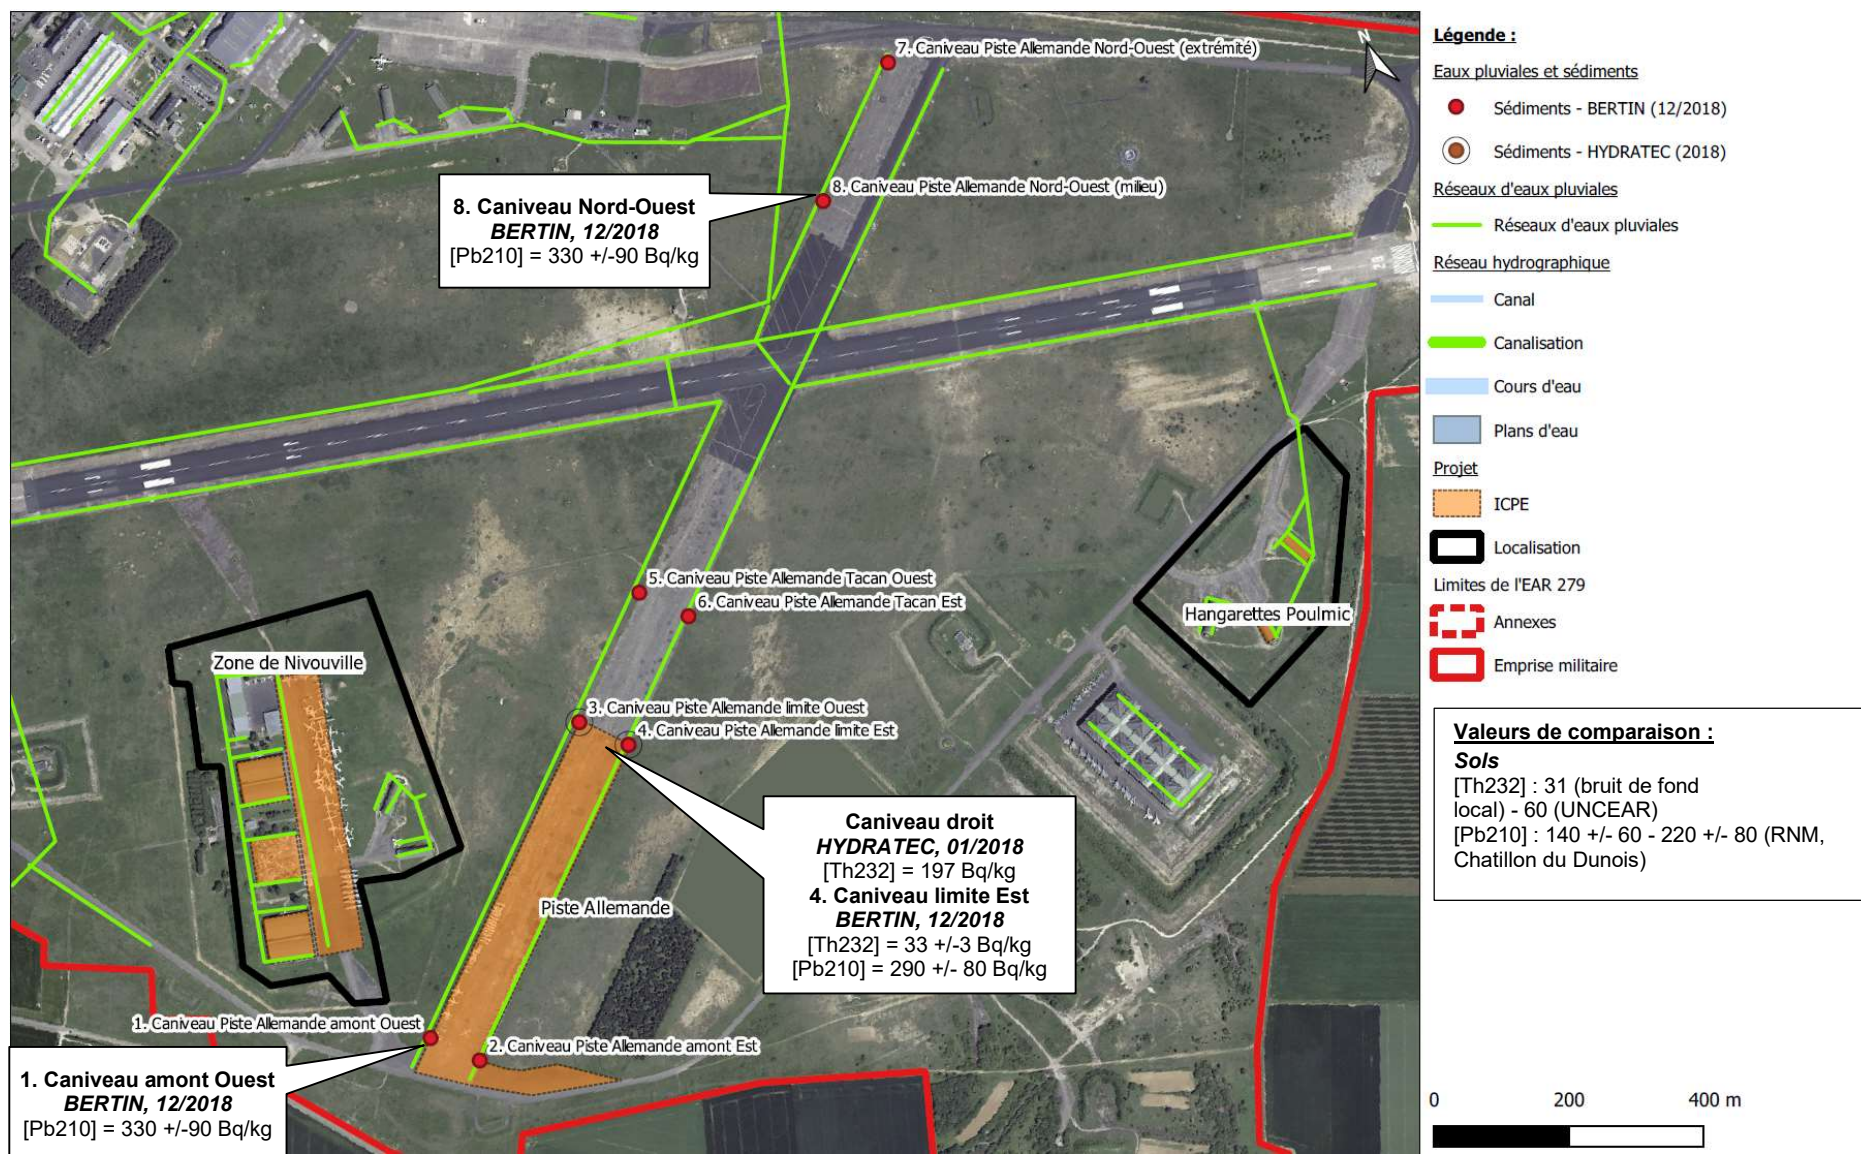 7. Caniveau Piste Allemande Nord-Ouest (extrémité)
8. Caniveau Piste Allemande Nord-Ouest (milieu)
8. Caniveau Nord-Ouest
BERTIN, 12/2018
[Pb210] = 330 +/-90 Bq/kg
28
5. Caniveau Piste Allemande Tacan Ouest
6. Caniveau Piste Allemande Tacan Est
Hangarettes Poulmic
Zone de Nivouville
3. Caniveau Piste Allemande limite Ouest
4. Caniveau Piste Allemande limite Est
Caniveau droit
HYDRATEC, 01/2018
[Th232] = 197 Bq/kg
4. Caniveau limite Est
BERTIN, 12/2018
[Th232] = 33 +/-3 Bq/kg
[Pb210] = 290 +/- 80 Bq/kg
Piste Allemande
1. Caniveau Piste Allemande amont Ouest
2. Caniveau Piste Allemande amont Est
1. Caniveau amont Ouest
BERTIN, 12/2018
[Pb210] = 330 +/-90 Bq/kg
N
Légende :
Eaux pluviales et sédiments
Sédiments - BERTIN (12/2018)
Sédiments - HYDRATEC (2018)
Réseaux d'eaux pluviales
Réseaux d'eaux pluviales
Réseau hydrographique
Canal
Canalisation
Cours d'eau
Plans d'eau
Projet
ICPE
Localisation
Limites de l'EAR 279
Annexes
Emprise militaire
Valeurs de comparaison :
Sols
[Th232] : 31 (bruit de fond
local) - 60 (UNCEAR)
[Pb210] : 140 +/- 60 - 220 +/- 80 (RNM,
Chatillon du Dunois)
0 200 400 m